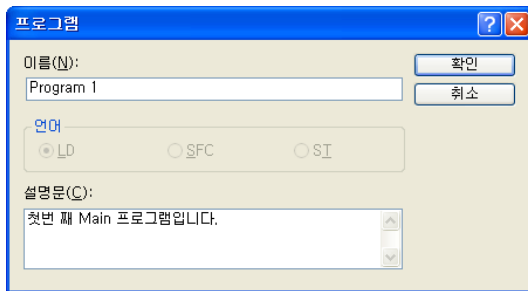 프로그램
이름(N):
확인
Program 1
취소
언어
LD SFC ST
설명문(C):
첫번 째 Main 프로그램입니다.